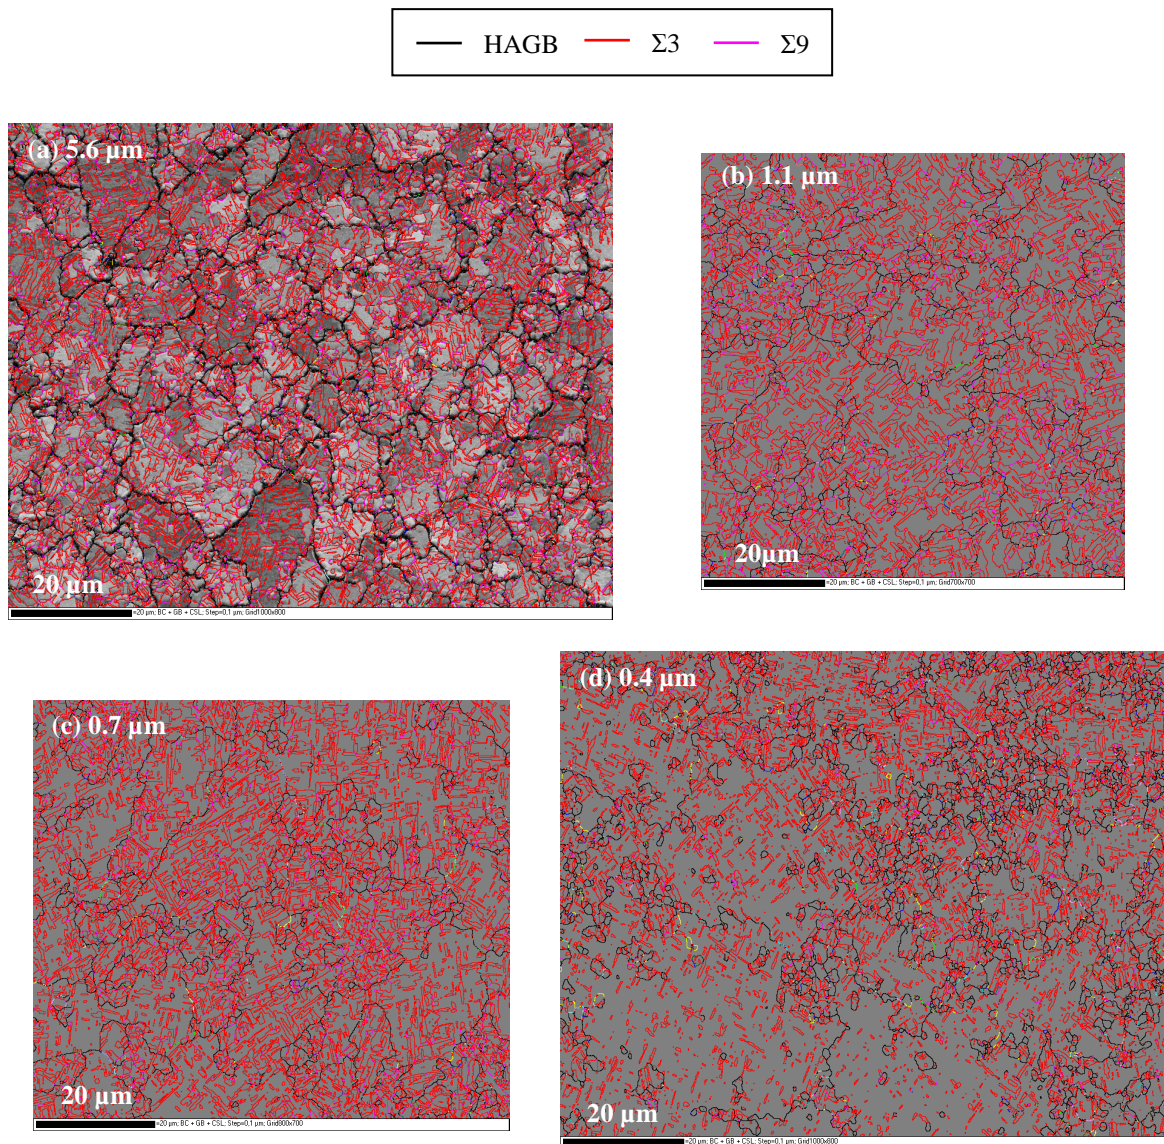 HAGB Σ3 Σ9
(a) 5.6 µm
20 µm
=20 µm; BC + GB + CSL; Step=0,1 µm; Grid1000x800
(b) 1.1 µm
20µm
=20 µm; BC + GB + CSL; Step=0,1 µm; Grid700x700
(c) 0.7 µm
20 µm
=20 µm; BC + GB + CSL; Step=0,1 µm; Grid800x700
(d) 0.4 µm
20 µm
=20 µm; BC + GB + CSL; Step=0,1 µm; Grid1000x800